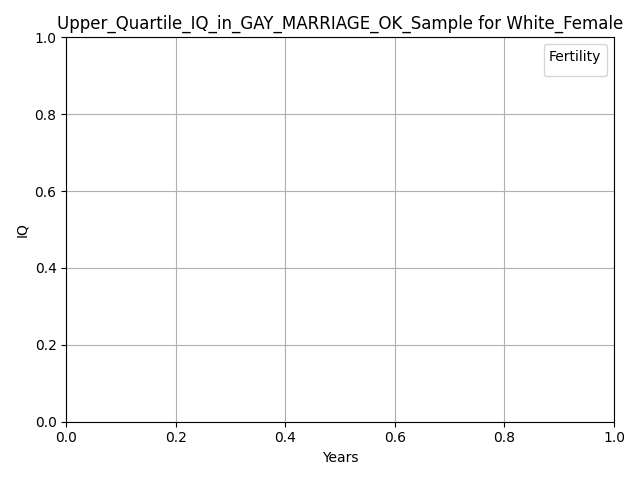 Upper_Quartile_IQ_in_GAY_MARRIAGE_OK_Sample for White_Female
Fertility
1.0
0.8
0.6
0.4
0.2
0.0
IQ
0.0 0.2 0.4 0.6 0.8 1.0
Years